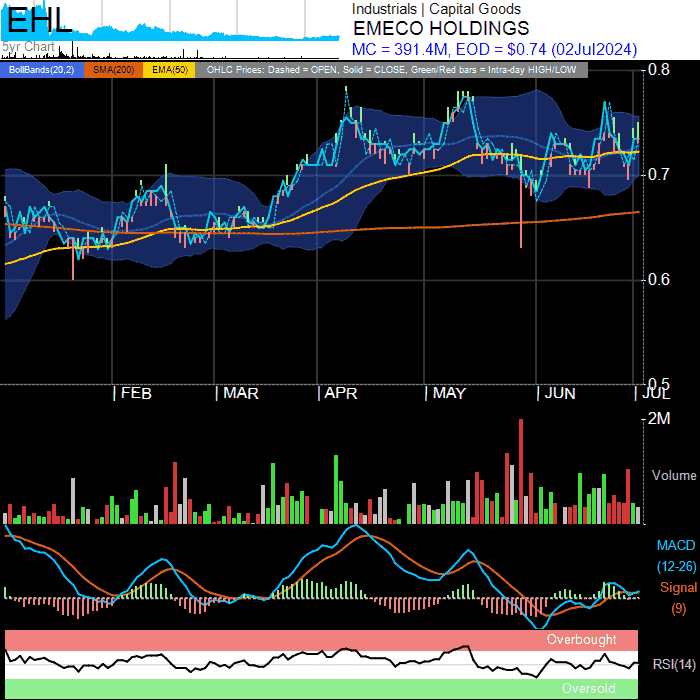 EHL
5yr Chart
Industrials | Capital Goods
EMECO HOLDINGS
MC = 391.4M, EOD = $0.74 (02Jul2024)
BollBands(20,2) SMA(200) EMA(50) OHLC Prices: Dashed = OPEN, Solid = CLOSE, Green/Red bars = Intra-day HIGH/LOW
0.8
0.7
0.6
0.5
FEB MAR APR MAY JUN JUL
2M
Volume
MACD
(12-26)
Signal
(9)
Overbought
RSI(14)
Oversold